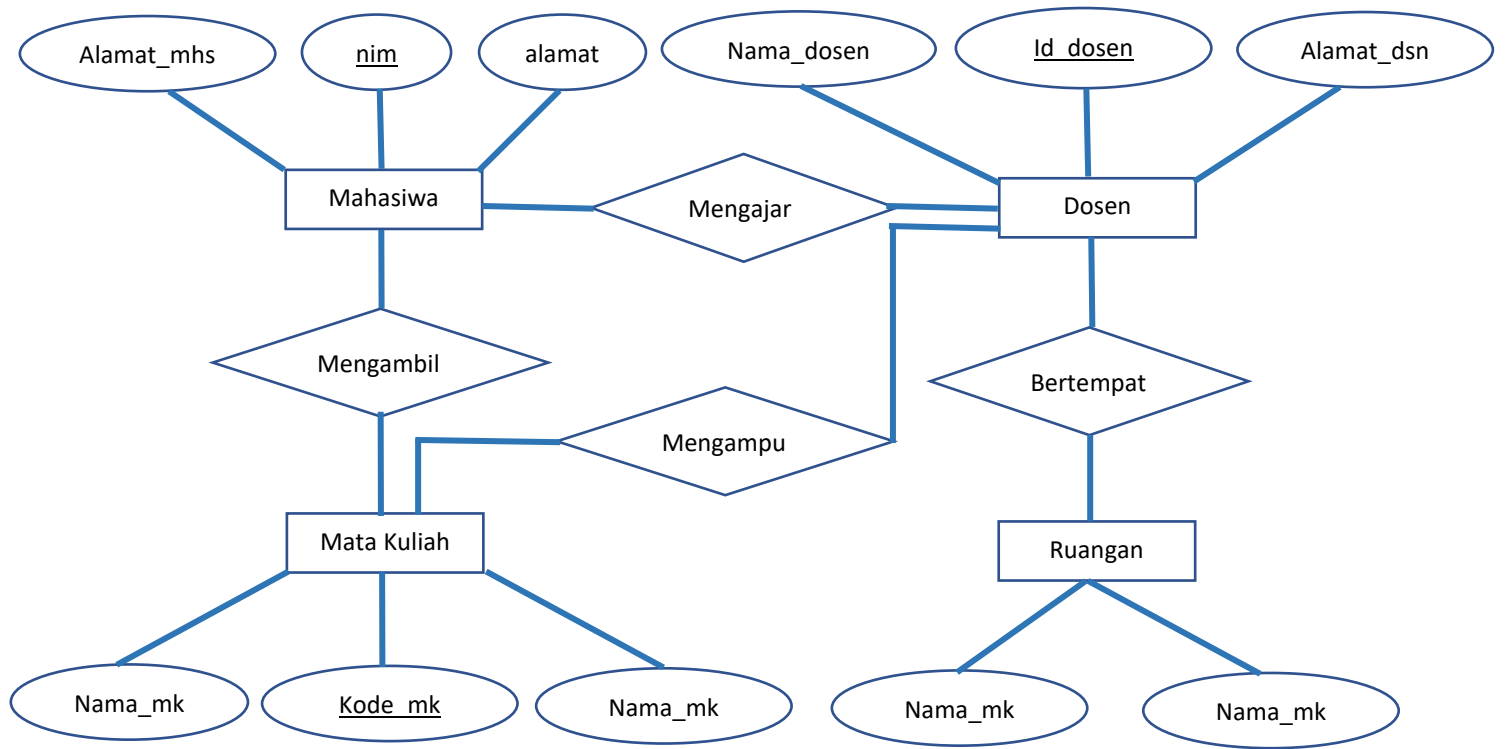 Alamat_mhs
nim
alamat
Nama_dosen
Id_dosen
Alamat_dsn
Mahasiwa
Mengajar
Dosen
Mengambil
Bertempat
Mengampu
Mata Kuliah
Ruangan
Nama_mk
Kode_mk
Nama_mk
Nama_mk
Nama_mk